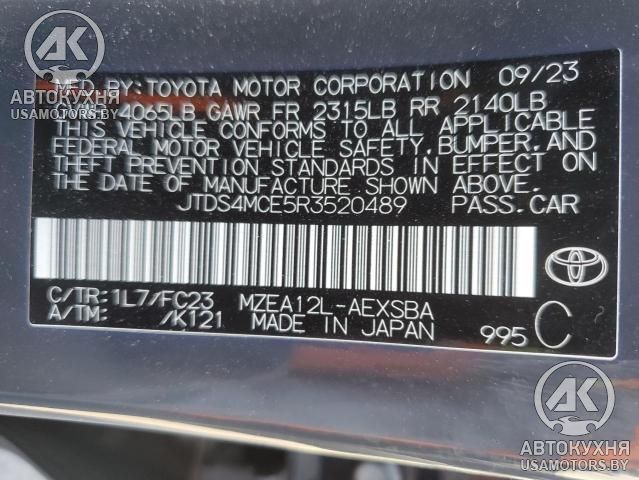 AK
АВТОКУХНЯ
USAMOTORS.BY
MFD BY: TOYOTA MOTOR CORPORATION 09/23
4065LB GAWR FR 2315LB RR 2140LB
THIS VEHICLE CONFORMS TO ALL APPLICABLE
FEDERAL MOTOR VEHICLE SAFETY, BUMPER, AND
THEFT PREVENTION STANDARDS IN EFFECT ON
THE DATE OF MANUFACTURE SHOWN ABOVE.
JTDS4MCE5R3520489 PASS.CAR
C/TR: 1L7/FC23 MZEA12L-AEXSBA
A/TM: /K121 MADE IN JAPAN 995 C
AK
АВТОКУХНЯ
USAMOTORS.BY